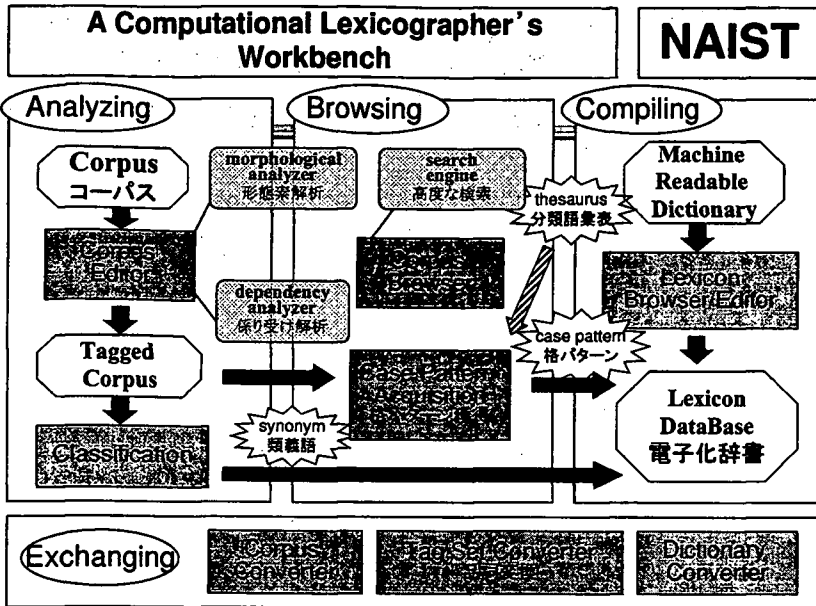 A Computational Lexicographer's
Workbench
NAIST
Analyzing
Browsing
Compiling
Corpus
コーパス
morphological
analyzer
形態素解析
search
engine
高度な検索
thesaurus
分類語彙表
Machine
Readable
Dictionary
Corpus
Editor
Corpus
Browser
Lexicon
Browser/Editor
dependency
analyzer
係り受け解析
case pattern
格パターン
Tagged
Corpus
Case Pattern
Acquisition
synonym
類義語
Lexicon
DataBase
電子化辞書
Classification
Exchanging
Corpus
Converter
Tag Set Converter
Dictionary
Converter